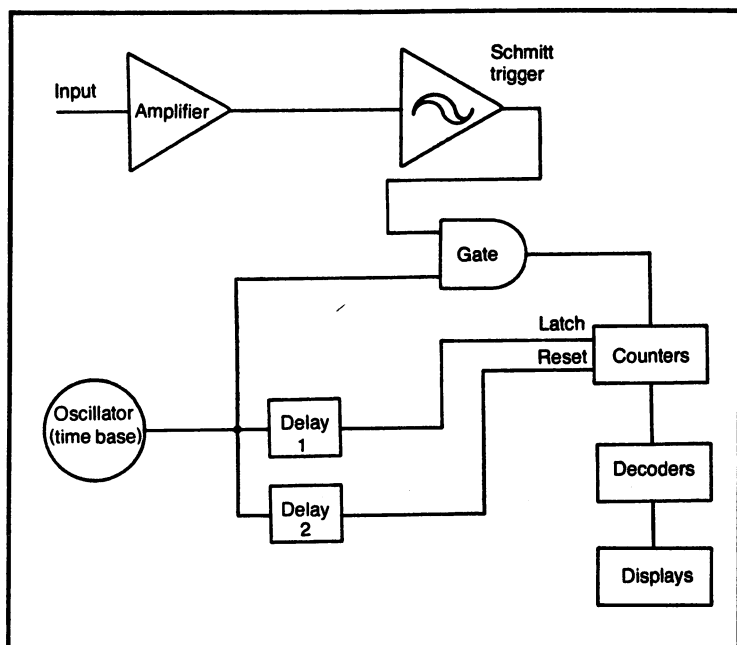 Schmitt
trigger
Input
Amplifier
Gate
Latch
Reset
Counters
Oscillator
(time base)
Delay
1
Decoders
Delay
2
Displays